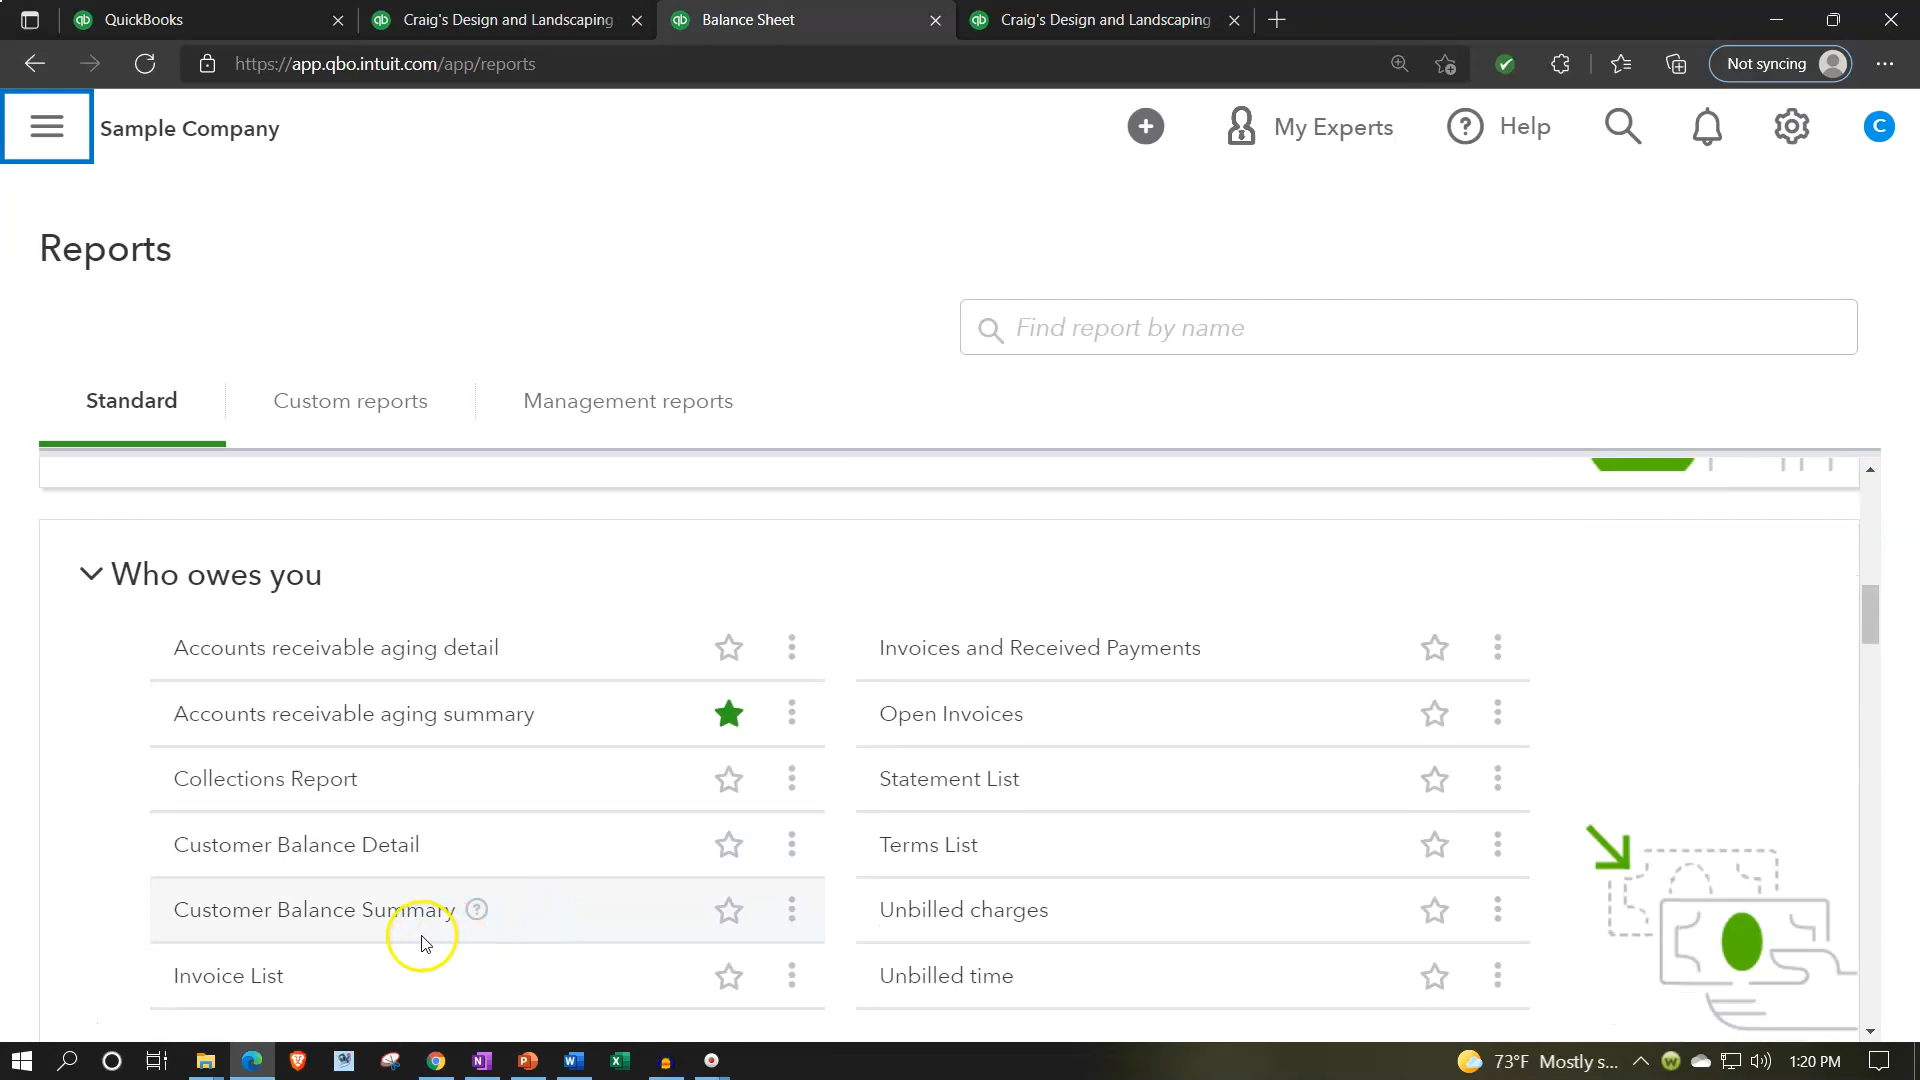 QuickBooks
Craig's Design and Landscaping
Balance Sheet
Craig's Design and Landscaping
https://app.qbo.intuit.com/app/reports
Not syncing
Sample Company
My Experts
Help
C
Reports
Find report by name
Standard
Custom reports
Management reports
Who owes you
Accounts receivable aging detail
Invoices and Received Payments
Accounts receivable aging summary
Open Invoices
Collections Report
Statement List
Customer Balance Detail
Terms List
Customer Balance Summary
Unbilled charges
Invoice List
Unbilled time
73°F Mostly s...
1:20 PM